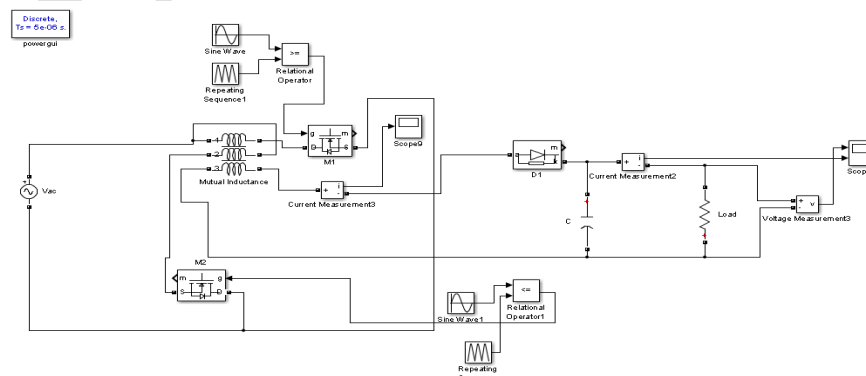 Discrete,
Ts = 5e-06 s.
powergui
Sine Wave
>=
Relational
Operator
Repeating
Sequence1
g
m
D
S
M1
Scope9
1
2
3
Mutual Inductance
+
i
-
Current Measurement3
Vac
+
a
k
m
D1
+
i
-
Current Measurement2
C
Load
+
-
v
Voltage Measurement3
Scop
M2
m
g
S
D
Sine Wave1
<=
Relational
Operator1
Repeating